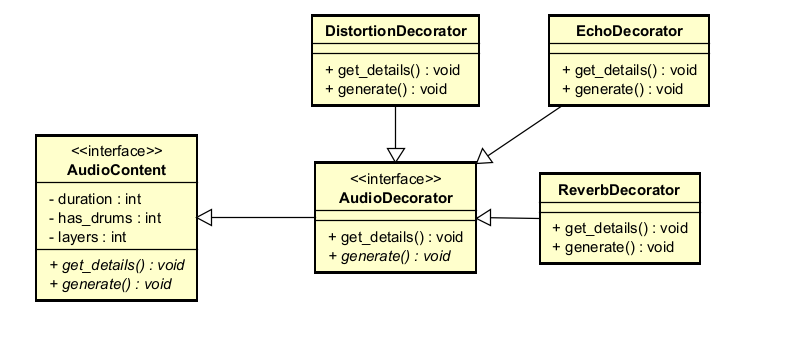 DistortionDecorator
+ get_details() : void
+ generate() : void
EchoDecorator
+ get_details() : void
+ generate() : void
<<interface>>
AudioContent
- duration : int
- has_drums : int
- layers : int
+ get_details() : void
+ generate() : void
<<interface>>
AudioDecorator
+ get_details() : void
+ generate() : void
ReverbDecorator
+ get_details() : void
+ generate() : void